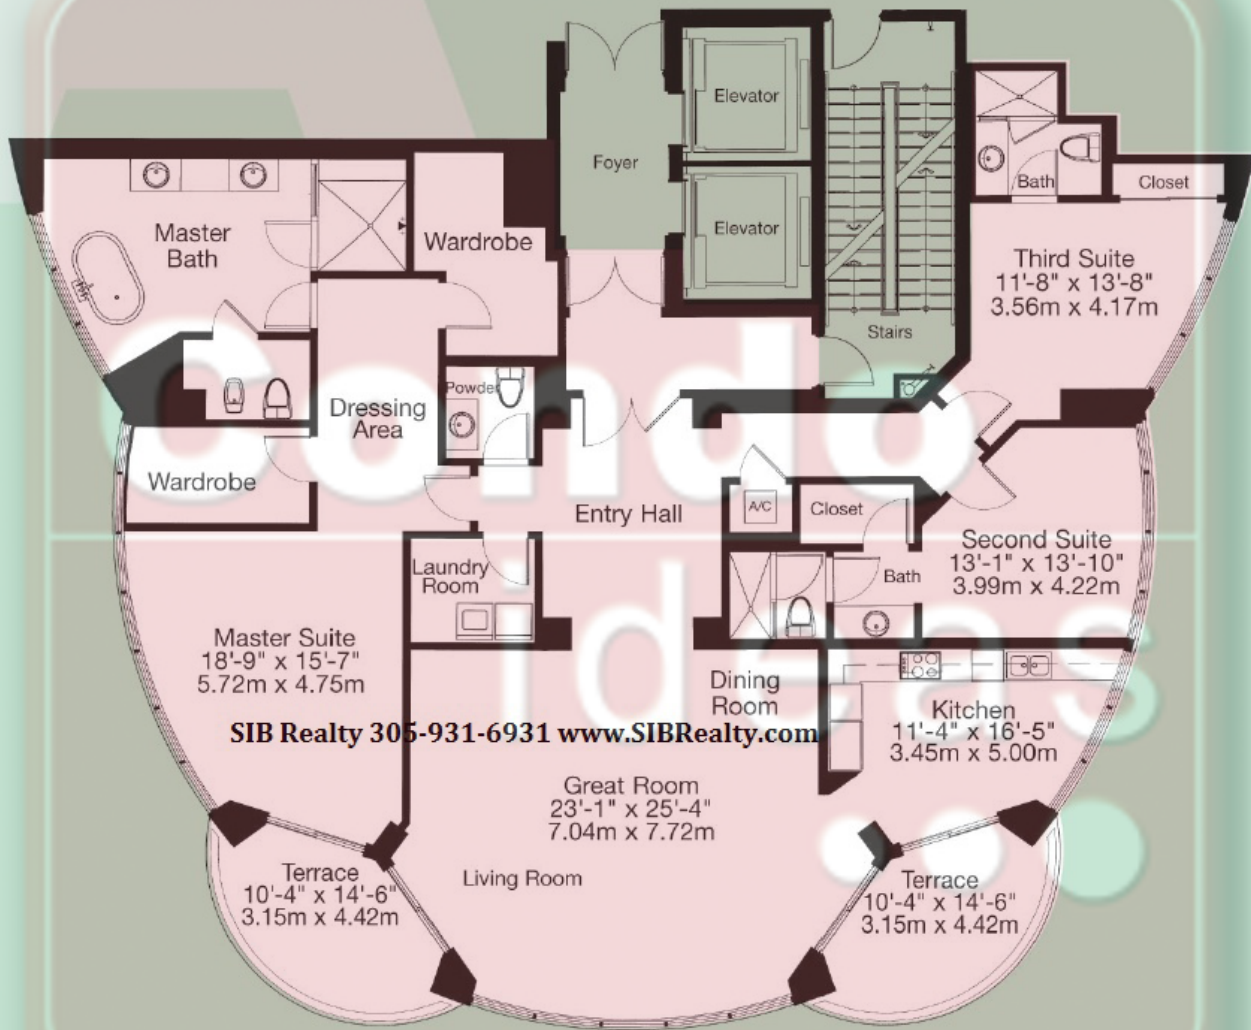 Elevator
Foyer
Elevator
Stairs
Bath
Closet
Master
Bath
Wardrobe
Third Suite
11'-8" x 13'-8"
3.56m x 4.17m
Powder
Dressing
Area
Wardrobe
condo
ideas
Entry Hall
A/C
Closet
Second Suite
13'-1" x 13'-10"
3.99m x 4.22m
Bath
Laundry
Room
Master Suite
18'-9" x 15'-7"
5.72m x 4.75m
Dining
Room
Kitchen
11'-4" x 16'-5"
3.45m x 5.00m
SIB Realty 305-931-6931 www.SIBRealty.com
Great Room
23'-1" x 25'-4"
7.04m x 7.72m
Living Room
Terrace
10'-4" x 14'-6"
3.15m x 4.42m
Terrace
10'-4" x 14'-6"
3.15m x 4.42m